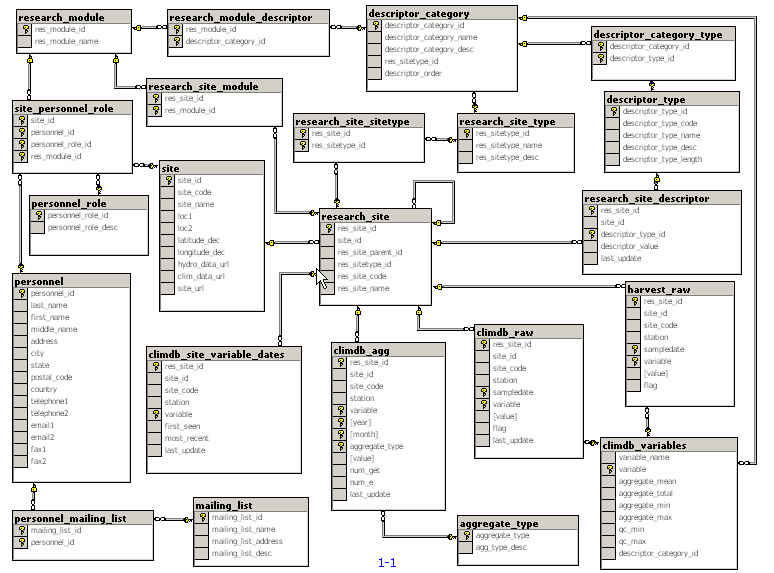 research_module
res_module_id
res_module_name
research_module_descriptor
res_module_id
descriptor_category_id
descriptor_category
descriptor_category_id
descriptor_category_name
descriptor_category_desc
res_sitetype_id
descriptor_order
descriptor_category_type
descriptor_category_id
descriptor_type_id
research_site_module
res_site_id
res_module_id
site_personnel_role
site_id
personnel_id
personnel_role_id
res_module_id
research_site_sitetype
res_site_id
res_sitetype_id
research_site_type
res_sitetype_id
res_sitetype_name
res_sitetype_desc
descriptor_type
descriptor_type_id
descriptor_type_code
descriptor_type_name
descriptor_type_desc
descriptor_type_length
site
site_id
site_code
site_name
loc1
loc2
latitude_dec
longitude_dec
hydro_data_url
clim_data_url
site_url
personnel_role
personnel_role_id
personnel_role_desc
research_site
res_site_id
site_id
res_site_parent_id
res_sitetype_id
res_site_code
res_site_name
research_site_descriptor
res_site_id
site_id
descriptor_type_id
descriptor_value
last_update
personnel
personnel_id
last_name
first_name
middle_name
address
city
state
postal_code
country
telephone1
telephone2
email1
email2
fax1
fax2
harvest_raw
res_site_id
site_id
site_code
station
sampledate
variable
[value]
flag
climdb_site_variable_dates
res_site_id
site_id
site_code
station
variable
first_seen
most_recent
last_update
climdb_agg
res_site_id
site_id
site_code
station
variable
[year]
[month]
aggregate_type
[value]
num_get
num_e
last_update
climdb_raw
res_site_id
site_id
site_code
station
sampledate
variable
[value]
flag
last_update
climdb_variables
variable_name
variable
aggregate_mean
aggregate_total
aggregate_min
aggregate_max
qc_min
qc_max
descriptor_category_id
personnel_mailing_list
mailing_list_id
personnel_id
mailing_list
mailing_list_id
mailing_list_name
mailing_list_address
mailing_list_desc
aggregate_type
aggregate_type
agg_type_desc
1-1